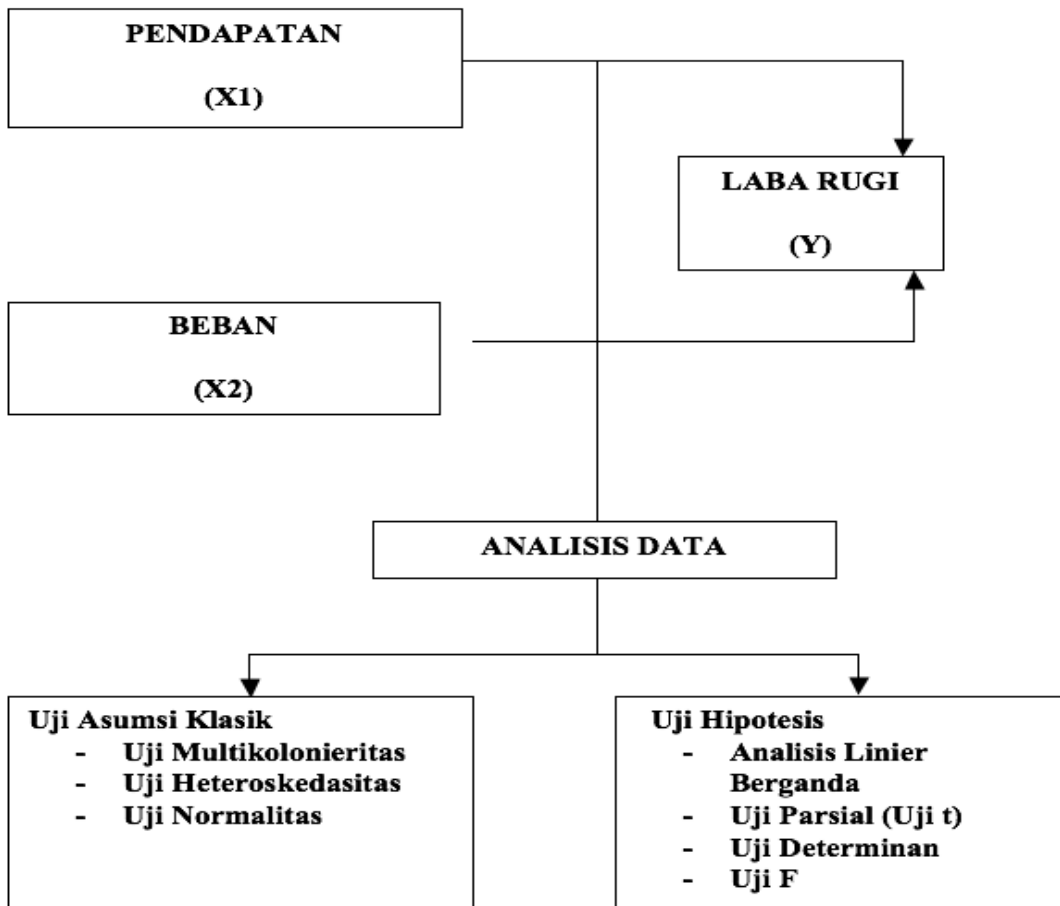 PENDAPATAN
(X1)
LABA RUGI
(Y)
BEBAN
(X2)
ANALISIS DATA
Uji Asumsi Klasik
- Uji Multikolonieritas
- Uji Heteroskedasitas
- Uji Normalitas
Uji Hipotesis
- Analisis Linier
Berganda
- Uji Parsial (Uji t)
- Uji Determinan
- Uji F